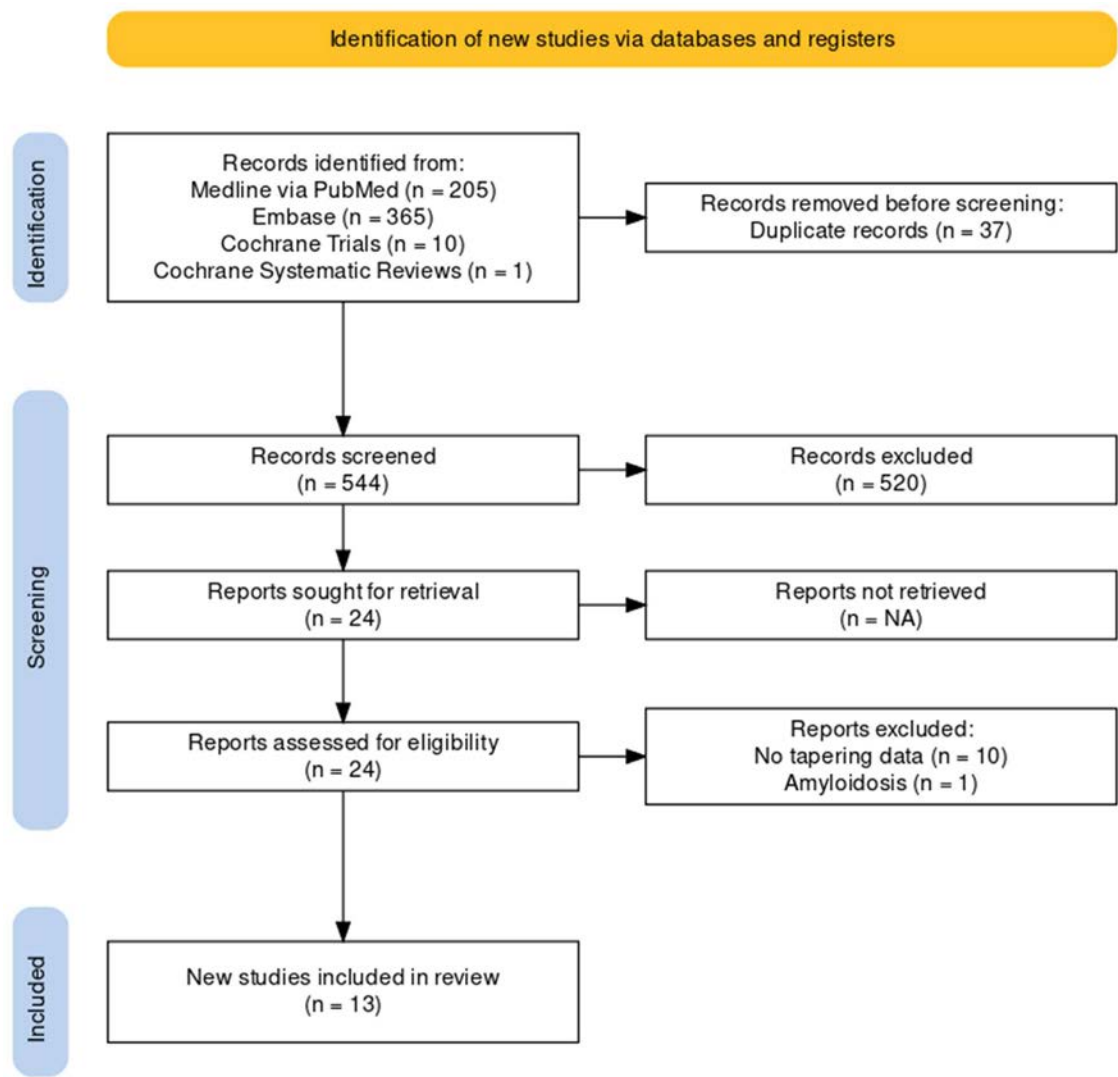 Identification of new studies via databases and registers
Identification
Records identified from:
Medline via PubMed (n = 205)
Embase (n = 365)
Cochrane Trials (n = 10)
Cochrane Systematic Reviews (n = 1)
Records removed before screening:
Duplicate records (n = 37)
Screening
Records screened
(n = 544)
Records excluded
(n = 520)
Reports sought for retrieval
(n = 24)
Reports not retrieved
(n = NA)
Reports assessed for eligibility
(n = 24)
Reports excluded:
No tapering data (n = 10)
Amyloidosis (n = 1)
Included
New studies included in review
(n = 13)